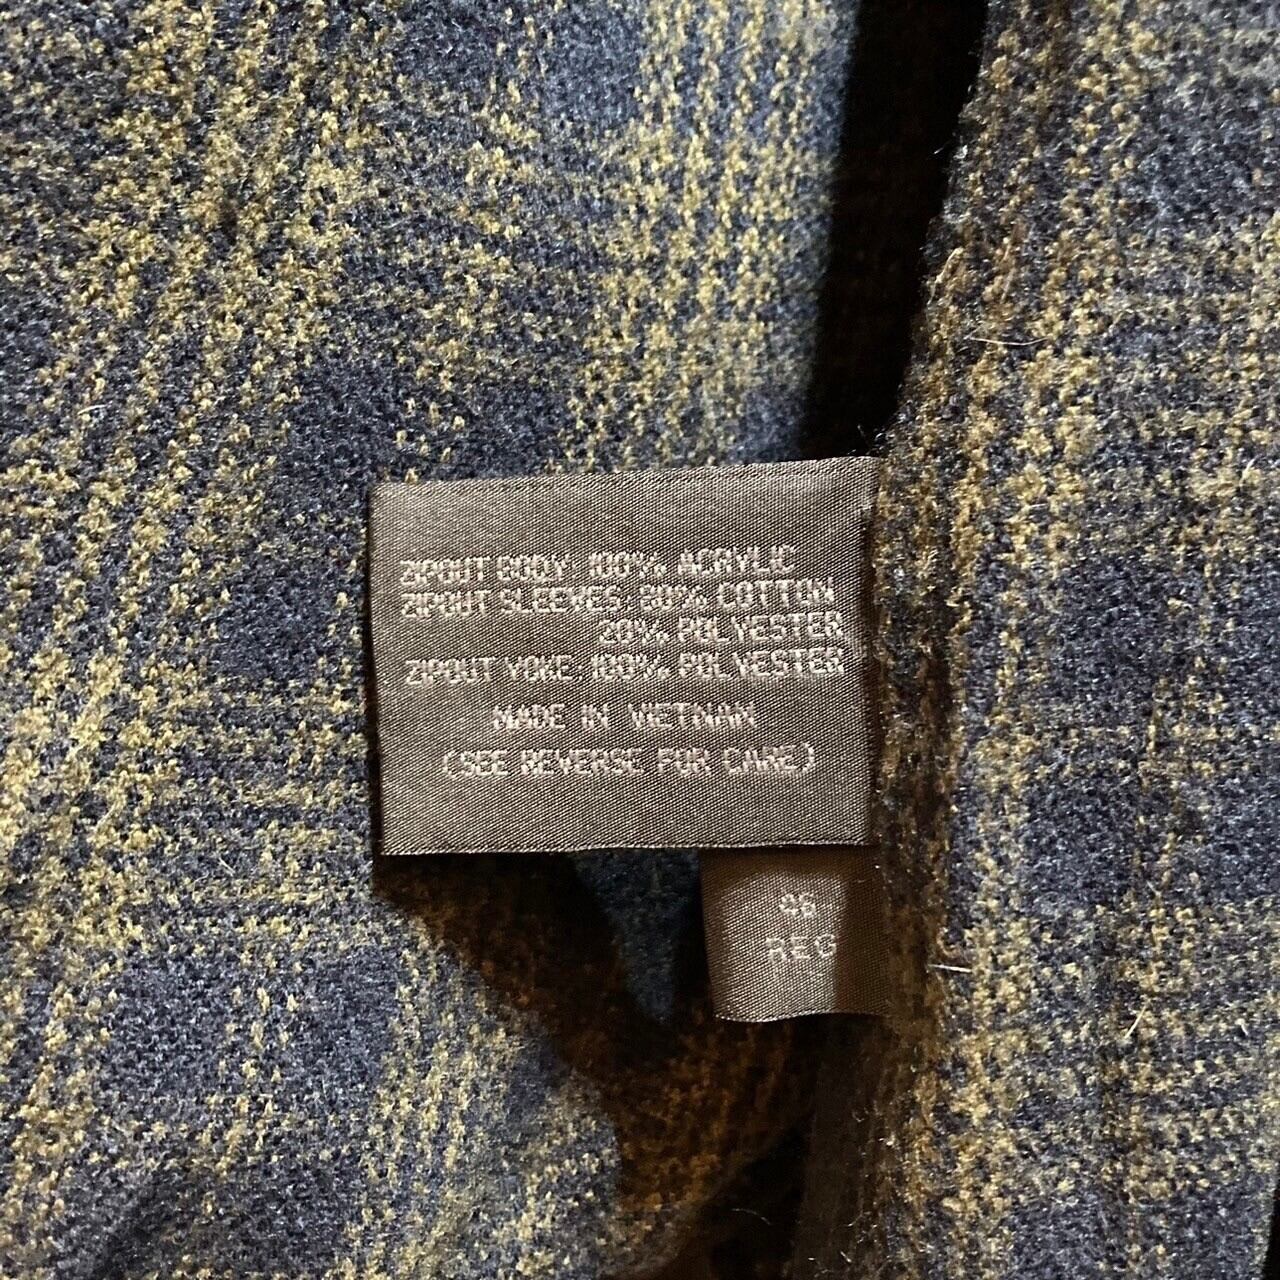 ZIPOUT BODY: 100% ACRYLIC
ZIPOUT SLEEVES: 80% COTTON
20% POLYESTER
ZIPOUT YOKE: 100% POLYESTER
MADE IN VIETNAM
(SEE REVERSE FOR CARE)
46
REG